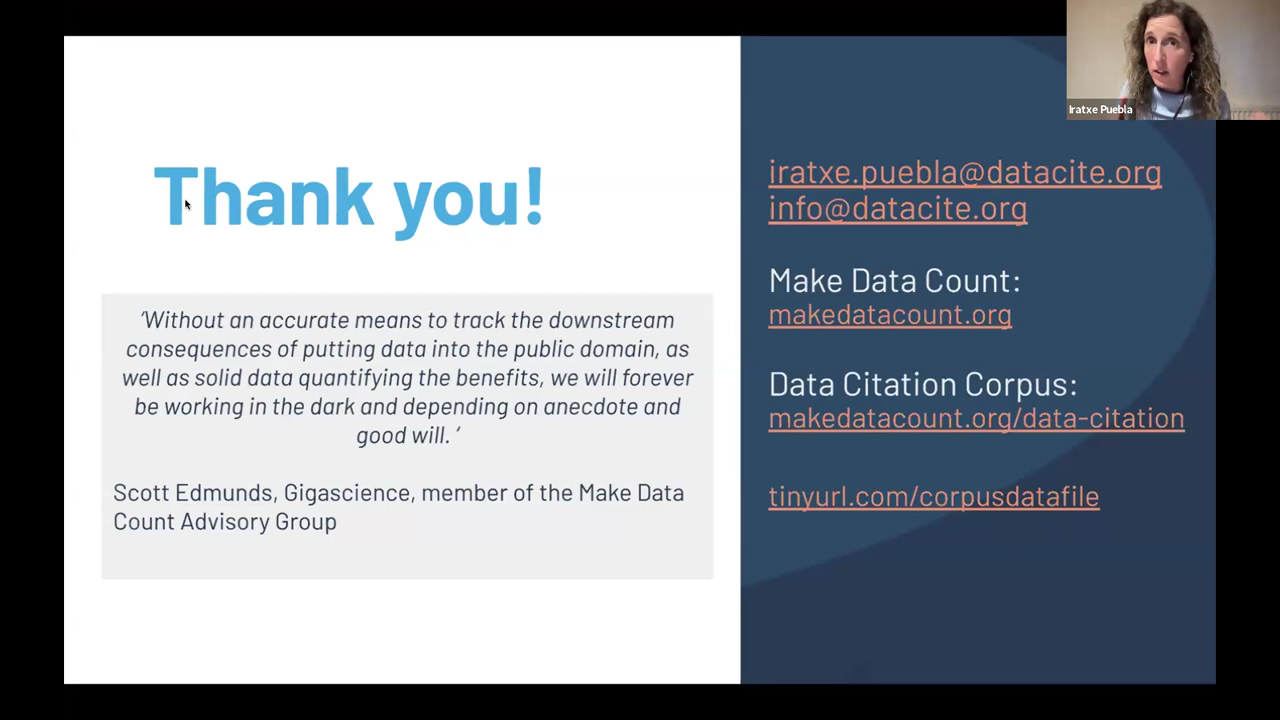 Thank you!
'Without an accurate means to track the downstream
consequences of putting data into the public domain, as
well as solid data quantifying the benefits, we will forever
be working in the dark and depending on anecdote and
good will. '
Scott Edmunds, Gigascience, member of the Make Data
Count Advisory Group
iratxe.puebla@datacite.org
info@datacite.org
Make Data Count:
makedatacount.org
Data Citation Corpus:
makedatacount.org/data-citation
tinyurl.com/corpusdatafile
Iratxe Puebla